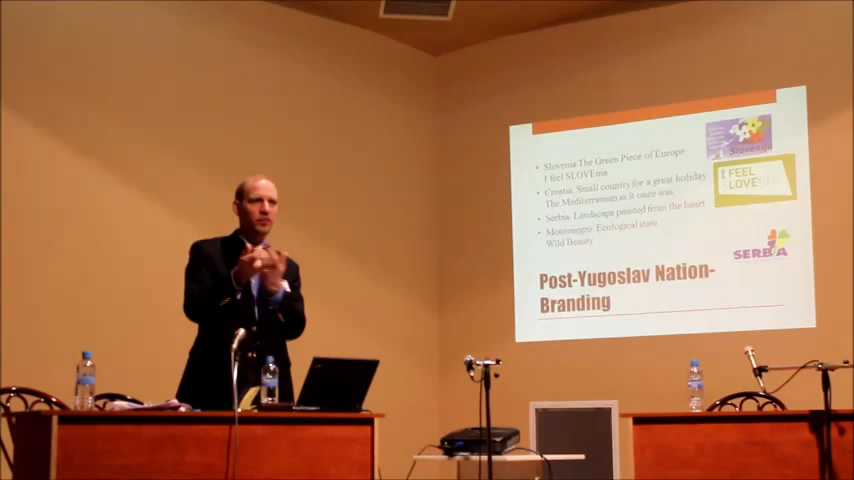 • Slovenia The Green Piece of Europe
I feel SLOVEnia
• Croatia. Small country for a great holiday
The Mediterranean as it once was.
• Serbia. Landscape painted from the heart
• Montenegro. Ecological state
Wild Beauty
Post-Yugoslav Nation-
Branding
Slovenija
I FEEL
SLOVENIA
SERBIA